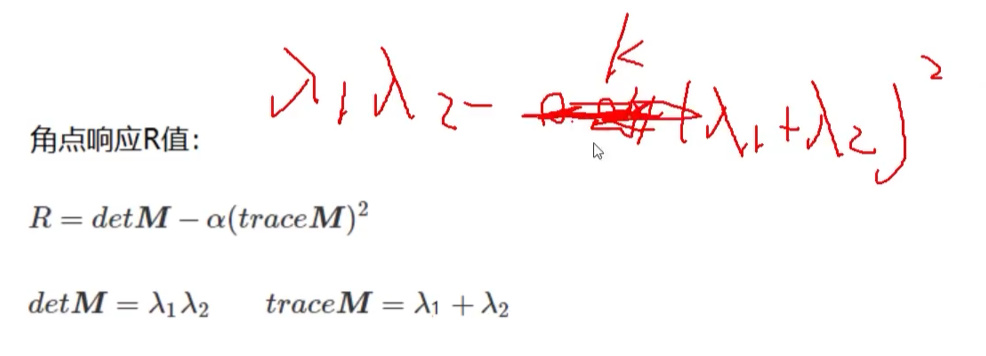 λ₁λ₂- k(λ₁+λ₂)²
角点响应R值：
R = detM − α(traceM)²
detM = λ₁λ₂ traceM = λ₁ + λ₂